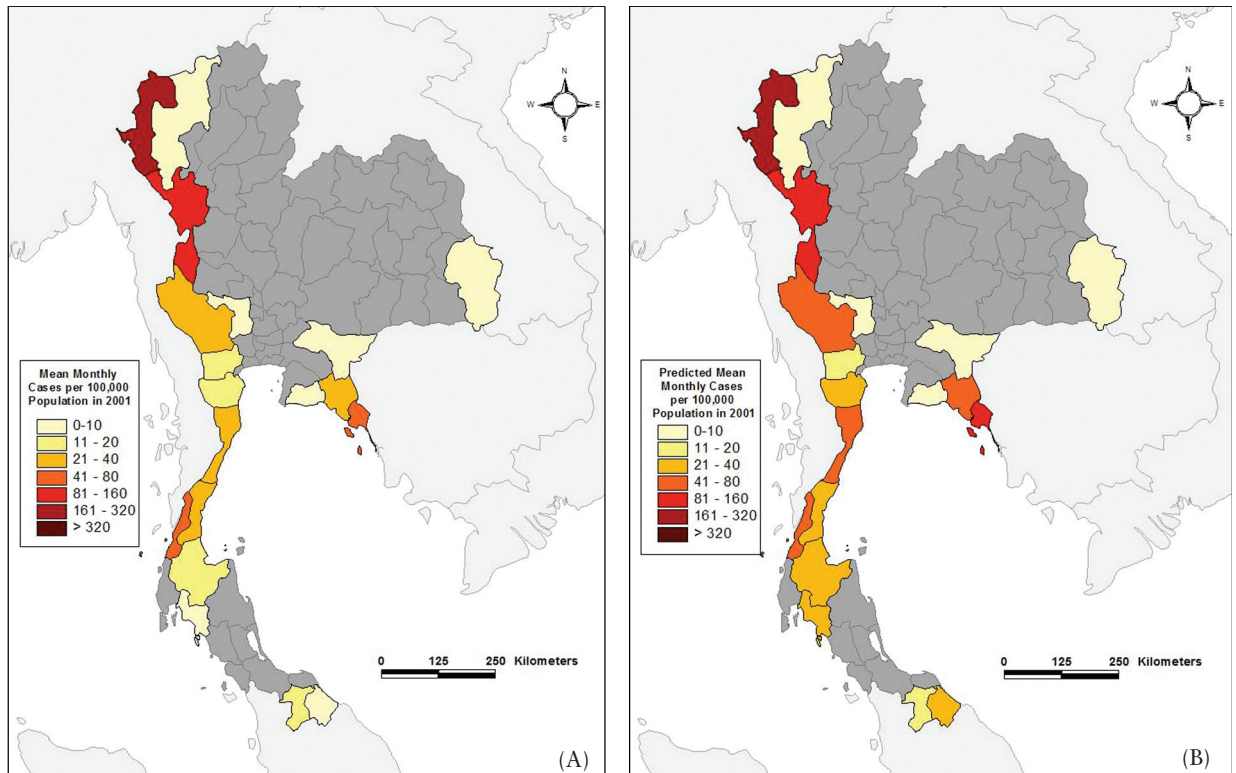 N
W E
S
Mean Monthly
Cases per 100,000
Population in 2001
0-10
11 - 20
21 - 40
41 - 80
81 - 160
161 - 320
> 320
0 125 250 Kilometers
(A)
N
W E
S
Predicted Mean
Monthly Cases
per 100,000
Population in 2001
0-10
11 - 20
21 - 40
41 - 80
81 - 160
161 - 320
> 320
0 125 250 Kilometers
(B)